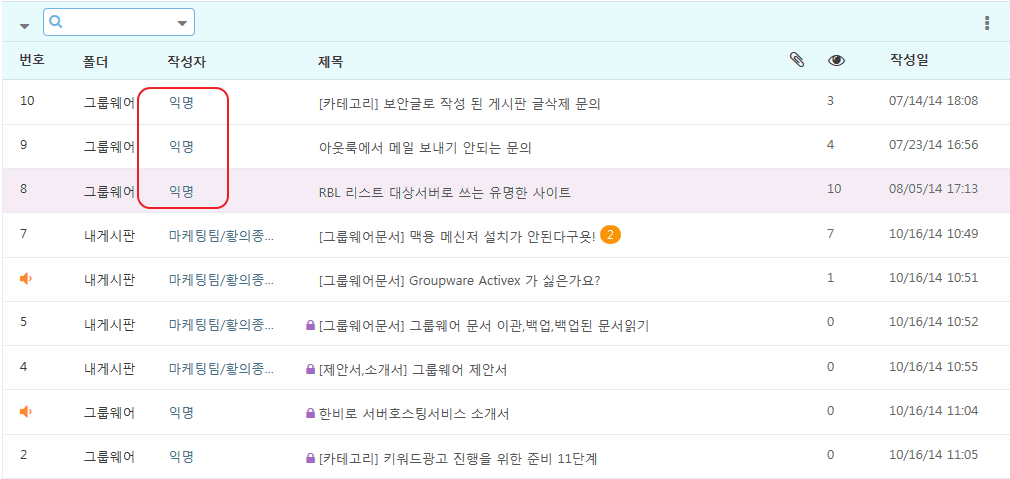 번호 폴더 작성자 제목 작성일
10 그룹웨어 익명 [카테고리] 보안글로 작성 된 게시판 글삭제 문의 3 07/14/14 18:08
9 그룹웨어 익명 아웃룩에서 메일 보내기 안되는 문의 4 07/23/14 16:56
8 그룹웨어 익명 RBL 리스트 대상서버로 쓰는 유명한 사이트 10 08/05/14 17:13
7 내게시판 마케팅팀/황의종... [그룹웨어문서] 맥용 메신저 설치가 안된다구욧! 2 7 10/16/14 10:49
내게시판 마케팅팀/황의종... [그룹웨어문서] Groupware Activex 가 싫은가요? 1 10/16/14 10:51
5 내게시판 마케팅팀/황의종... [그룹웨어문서] 그룹웨어 문서 이관,백업,백업된 문서읽기 0 10/16/14 10:52
4 내게시판 마케팅팀/황의종... [제안서,소개서] 그룹웨어 제안서 0 10/16/14 10:55
그룹웨어 익명 한비로 서버호스팅서비스 소개서 0 10/16/14 11:04
2 그룹웨어 익명 [카테고리] 키워드광고 진행을 위한 준비 11단계 0 10/16/14 11:05